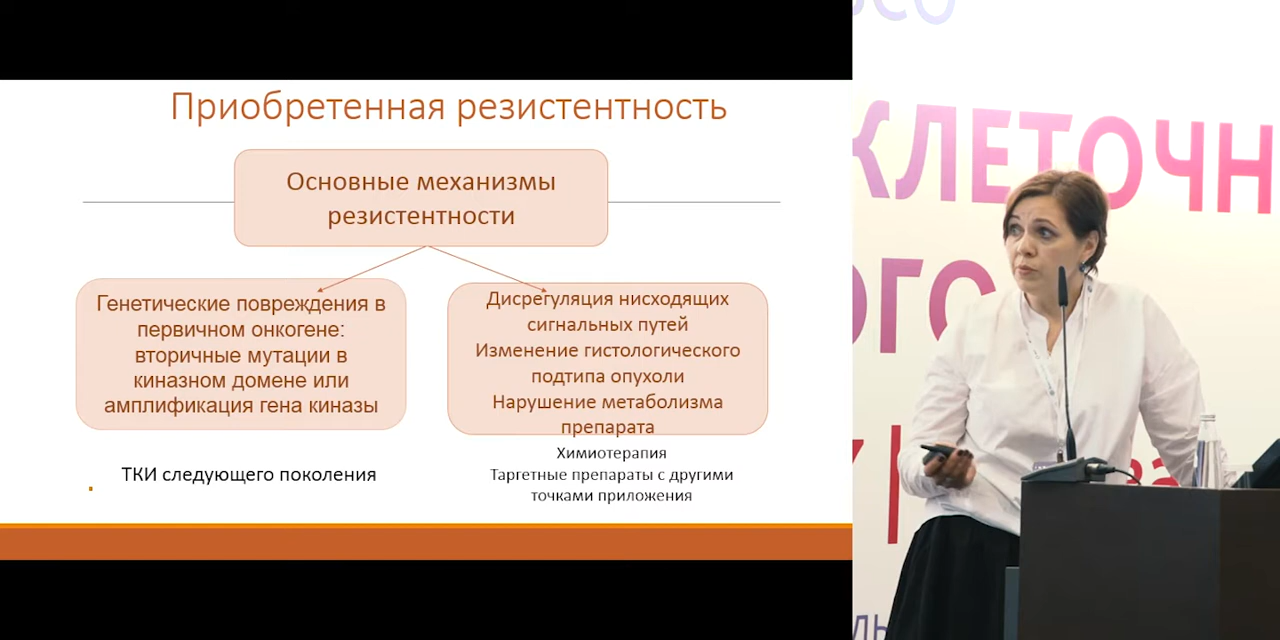 Приобретенная резистентность
Основные механизмы
резистентности
Генетические повреждения в
первичном онкогене:
вторичные мутации в
киназном домене или
амплификация гена киназы
Дисрегуляция нисходящих
сигнальных путей
Изменение гистологического
подтипа опухоли
Нарушение метаболизма
препарата
ТКИ следующего поколения
Химиотерапия
Таргетные препараты с другими
точками приложения
КЛЕТОЧН
ОГО